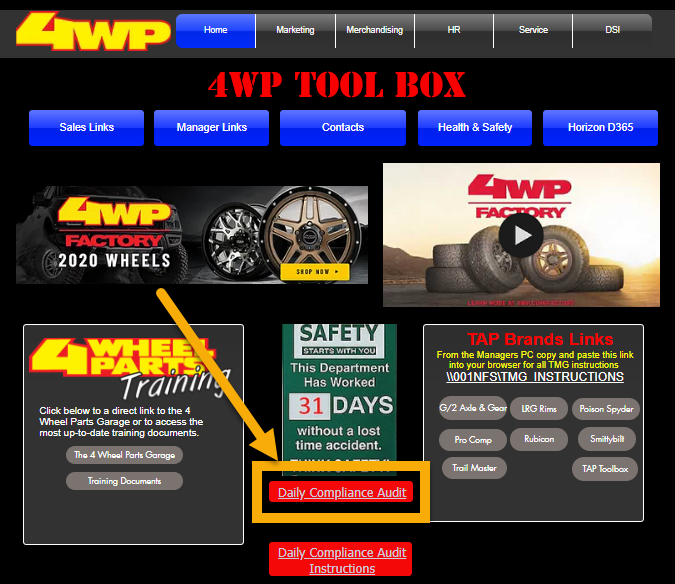 4WP
Home
Marketing
Merchandising
HR
Service
DSI
4WP TOOL BOX
Sales Links
Manager Links
Contacts
Health & Safety
Horizon D365
4WP
FACTORY
2020 WHEELS
SHOP NOW
4WP
FACTORY
4 WHEEL
PARTS
Training
Click below to a direct link to the 4
Wheel Parts Garage or to access the
most up-to-date training documents.
The 4 Wheel Parts Garage
Training Documents
SAFETY
STARTS WITH YOU
This Department
Has Worked
31 DAYS
without a lost
time accident.
THINK SAFETY!
Daily Compliance Audit
Daily Compliance Audit
Instructions
TAP Brands Links
From the Managers PC copy and paste this link
into your browser for all TMG instructions
\\001NFS\TMG_INSTRUCTIONS
G/2 Axle & Gear
LRG Rims
Poison Spyder
Pro Comp
Rubicon
Smittybilt
Trail Master
TAP Toolbox